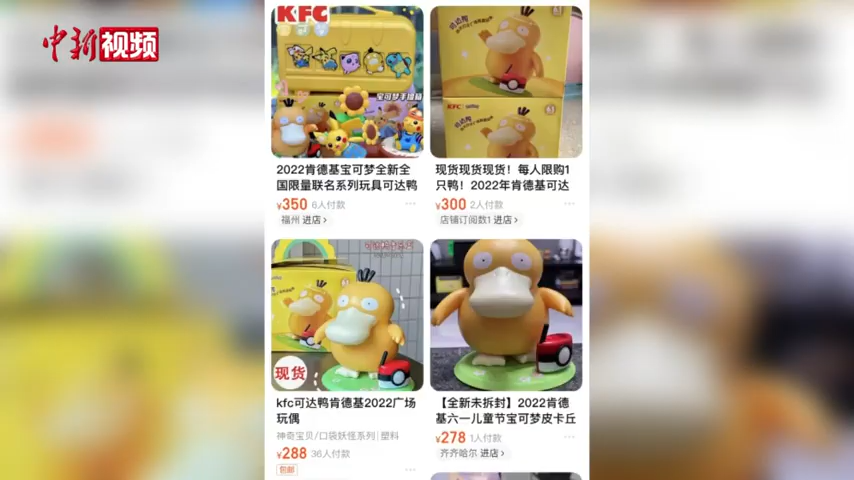 中新视频
KFC
宝可梦手提箱
2022肯德基宝可梦全新全
国限量联名系列玩具可达鸭
¥350 6人付款
福州 进店>
KFC
现货现货现货！每人限购1
只鸭！2022年肯德基可达
¥300 2人付款
店铺订阅数1 进店>
现货
kfc可达鸭肯德基2022广场
玩偶
神奇宝贝/口袋妖怪系列|塑料
¥288 36人付款
包邮
【全新未拆封】2022肯德
基六一儿童节宝可梦皮卡丘
¥278 1人付款
齐齐哈尔 进店>